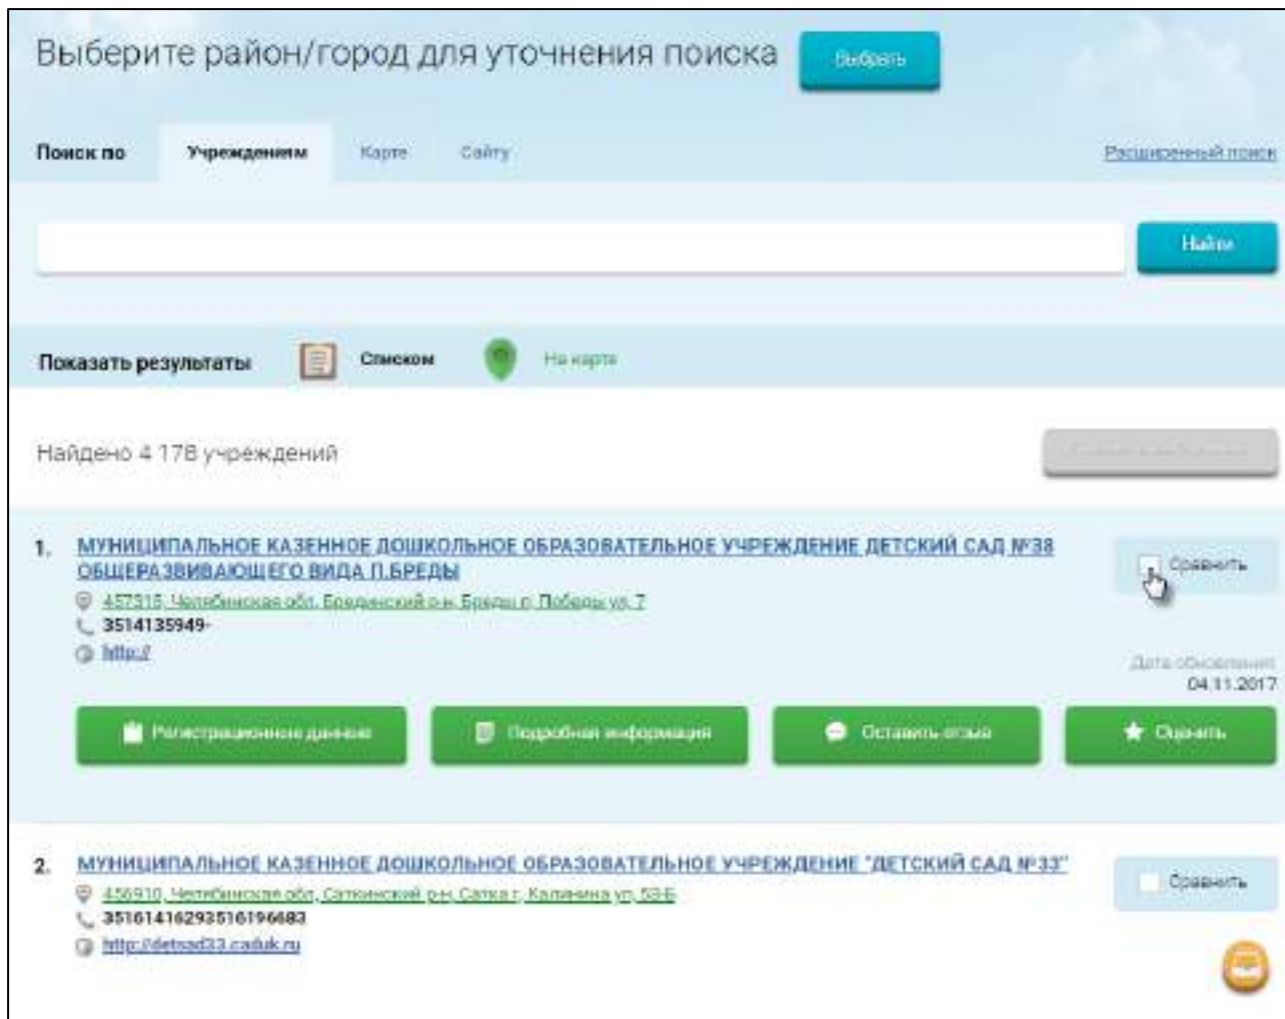 Выберите район/город для уточнения поиска Выбрать
Поиск по Учреждениям Карте Сайту Расширенный поиск
Найти
Показать результаты Списком На карте
Найдено 4 178 учреждений
1. МУНИЦИПАЛЬНОЕ КАЗЕННОЕ ДОШКОЛЬНОЕ ОБРАЗОВАТЕЛЬНОЕ УЧРЕЖДЕНИЕ ДЕТСКИЙ САД №38 Сравнить
ОБЩЕРАЗВИВАЮЩЕГО ВИДА П.БРЕДЫ
457315, Челябинская обл, Брединский р-н, Бреды п, Победы ул, 7
3514135949-
http://
Дата обновления:
04.11.2017
Регистрационные данные Подробная информация Оставить отзыв Оценить
2. МУНИЦИПАЛЬНОЕ КАЗЕННОЕ ДОШКОЛЬНОЕ ОБРАЗОВАТЕЛЬНОЕ УЧРЕЖДЕНИЕ "ДЕТСКИЙ САД №33" Сравнить
456910, Челябинская обл, Саткинский р-н, Сатка г, Калинина ул, 53-Б
35161416293516196683
http://detsad33.caduk.ru